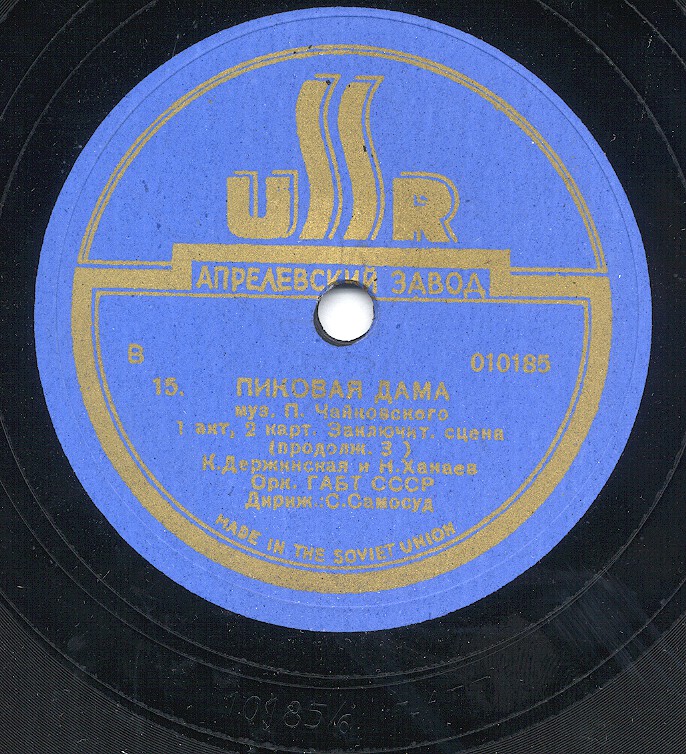 USSR
АПРЕЛЕВСКИЙ ЗАВОД
В 010185
15. ПИКОВАЯ ДАМА
муз. П. Чайковского
1 акт, 2 карт. Заключит. сцена
(продолж. 3 )
К.Держинская и Н.Ханаев
Орк. ГАБТ СССР
Дириж.:С.Самосуд
MADE IN THE SOVIET UNION